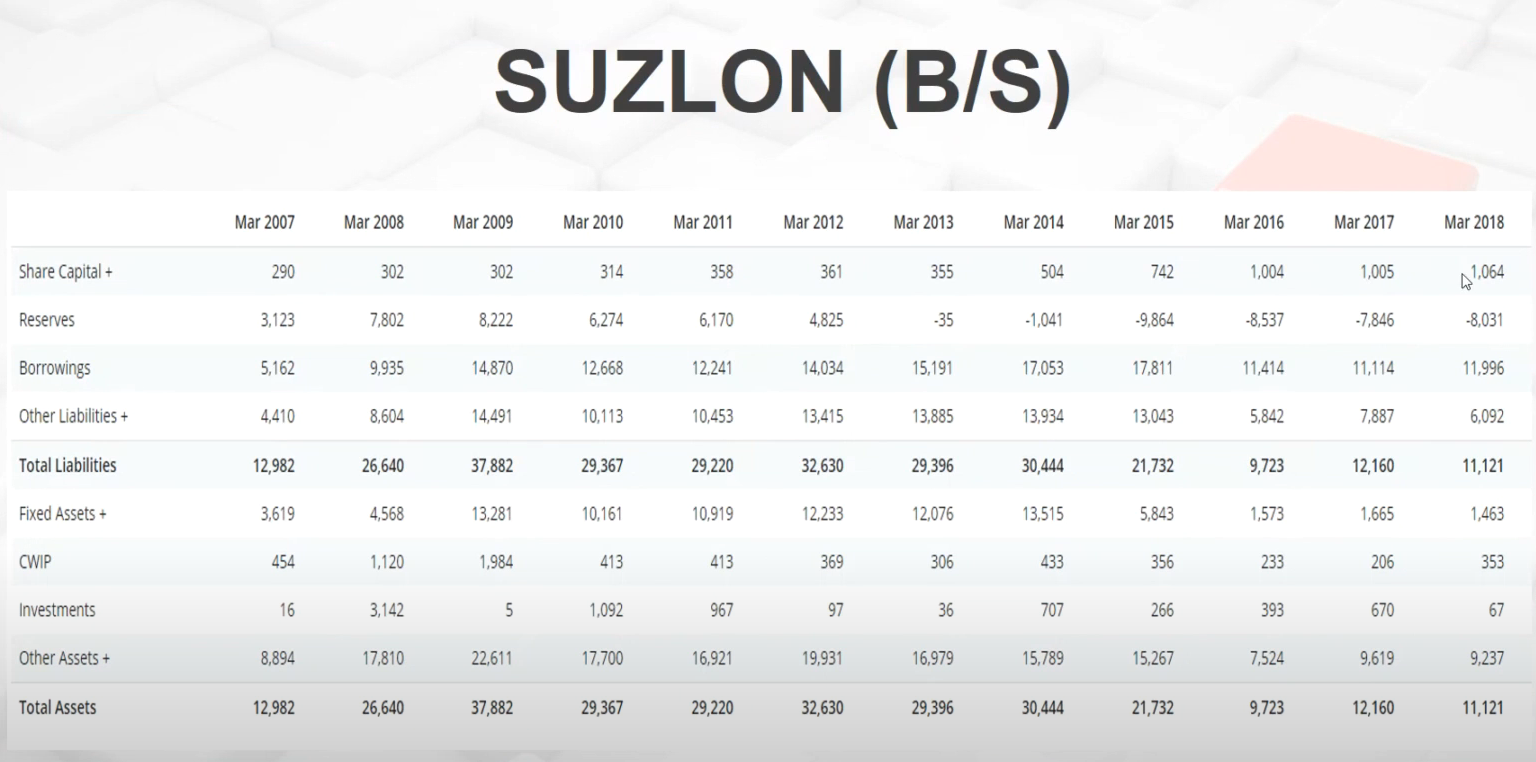 SUZLON (B/S)
Mar 2007 Mar 2008 Mar 2009 Mar 2010 Mar 2011 Mar 2012 Mar 2013 Mar 2014 Mar 2015 Mar 2016 Mar 2017 Mar 2018
Share Capital + 290 302 302 314 358 361 355 504 742 1,004 1,005 1,064
Reserves 3,123 7,802 8,222 6,274 6,170 4,825 -35 -1,041 -9,864 -8,537 -7,846 -8,031
Borrowings 5,162 9,935 14,870 12,668 12,241 14,034 15,191 17,053 17,811 11,414 11,114 11,996
Other Liabilities + 4,410 8,604 14,491 10,113 10,453 13,415 13,885 13,934 13,043 5,842 7,887 6,092
Total Liabilities 12,982 26,640 37,882 29,367 29,220 32,630 29,396 30,444 21,732 9,723 12,160 11,121
Fixed Assets + 3,619 4,568 13,281 10,161 10,919 12,233 12,076 13,515 5,843 1,573 1,665 1,463
CWIP 454 1,120 1,984 413 413 369 306 433 356 233 206 353
Investments 16 3,142 5 1,092 967 97 36 707 266 393 670 67
Other Assets + 8,894 17,810 22,611 17,700 16,921 19,931 16,979 15,789 15,267 7,524 9,619 9,237
Total Assets 12,982 26,640 37,882 29,367 29,220 32,630 29,396 30,444 21,732 9,723 12,160 11,121